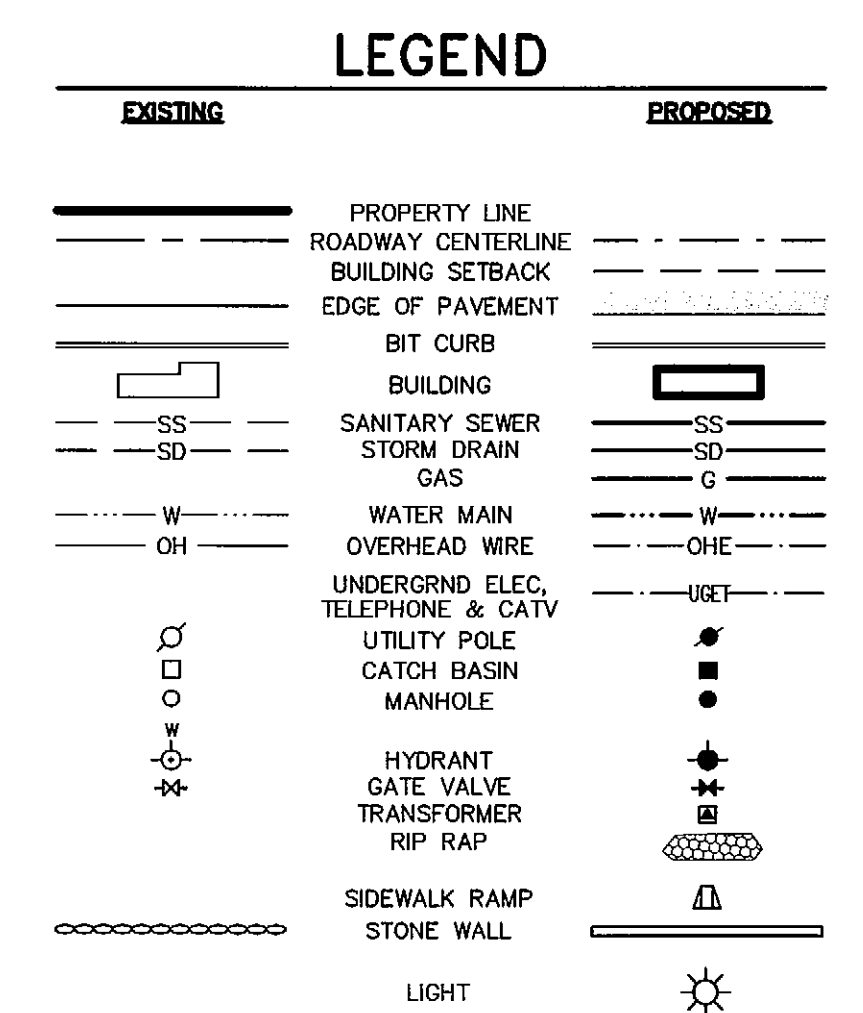 LEGEND
EXISTING PROPOSED
PROPERTY LINE
ROADWAY CENTERLINE
BUILDING SETBACK
EDGE OF PAVEMENT
BIT CURB
BUILDING
SS SANITARY SEWER SS
SD STORM DRAIN SD
GAS G
W WATER MAIN W
OH OVERHEAD WIRE OHE
UNDERGRND ELEC,
TELEPHONE & CATV UGET
UTILITY POLE
CATCH BASIN
MANHOLE
W
HYDRANT
GATE VALVE
TRANSFORMER
RIP RAP
SIDEWALK RAMP
STONE WALL
LIGHT